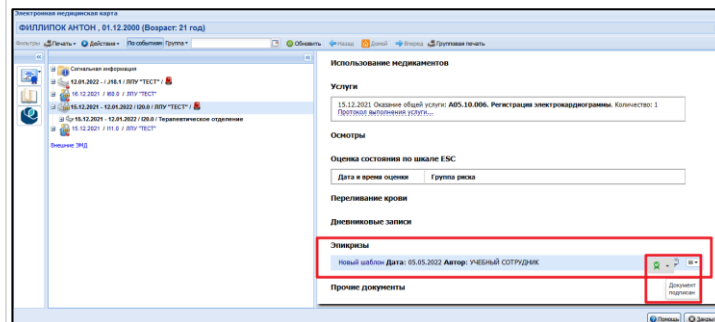 Электронная медицинская карта
ФИЛЛИПОК АНТОН , 01.12.2000 (Возраст: 21 год)
Фильтры Печать Действия По событиям Группа Обновить Назад Домой Вперед Групповая печать
Сигнальная информация
12.01.2022 - / J18.1 / ЛПУ "ТЕСТ" /
16.12.2021 / I60.0 / ЛПУ "ТЕСТ"
15.12.2021 - 12.01.2022 / I20.0 / ЛПУ "ТЕСТ" /
15.12.2021 - 12.01.2022 / I20.0 / Терапевтическое отделение
15.12.2021 / I11.0 / ЛПУ "ТЕСТ"
Внешние ЭМД
Использование медикаментов
Услуги
15.12.2021 Оказание общей услуги: A05.10.006. Регистрация электрокардиограммы. Количество: 1
Протокол выполнения услуги...
Осмотры
Оценка состояния по шкале ESC
Дата и время оценки Группа риска
Переливание крови
Дневниковые записи
Эпикризы
Новый шаблон Дата: 05.05.2022 Автор: УЧЕБНЫЙ СОТРУДНИК
Документ
подписан
Прочие документы
Помощь Закрыть